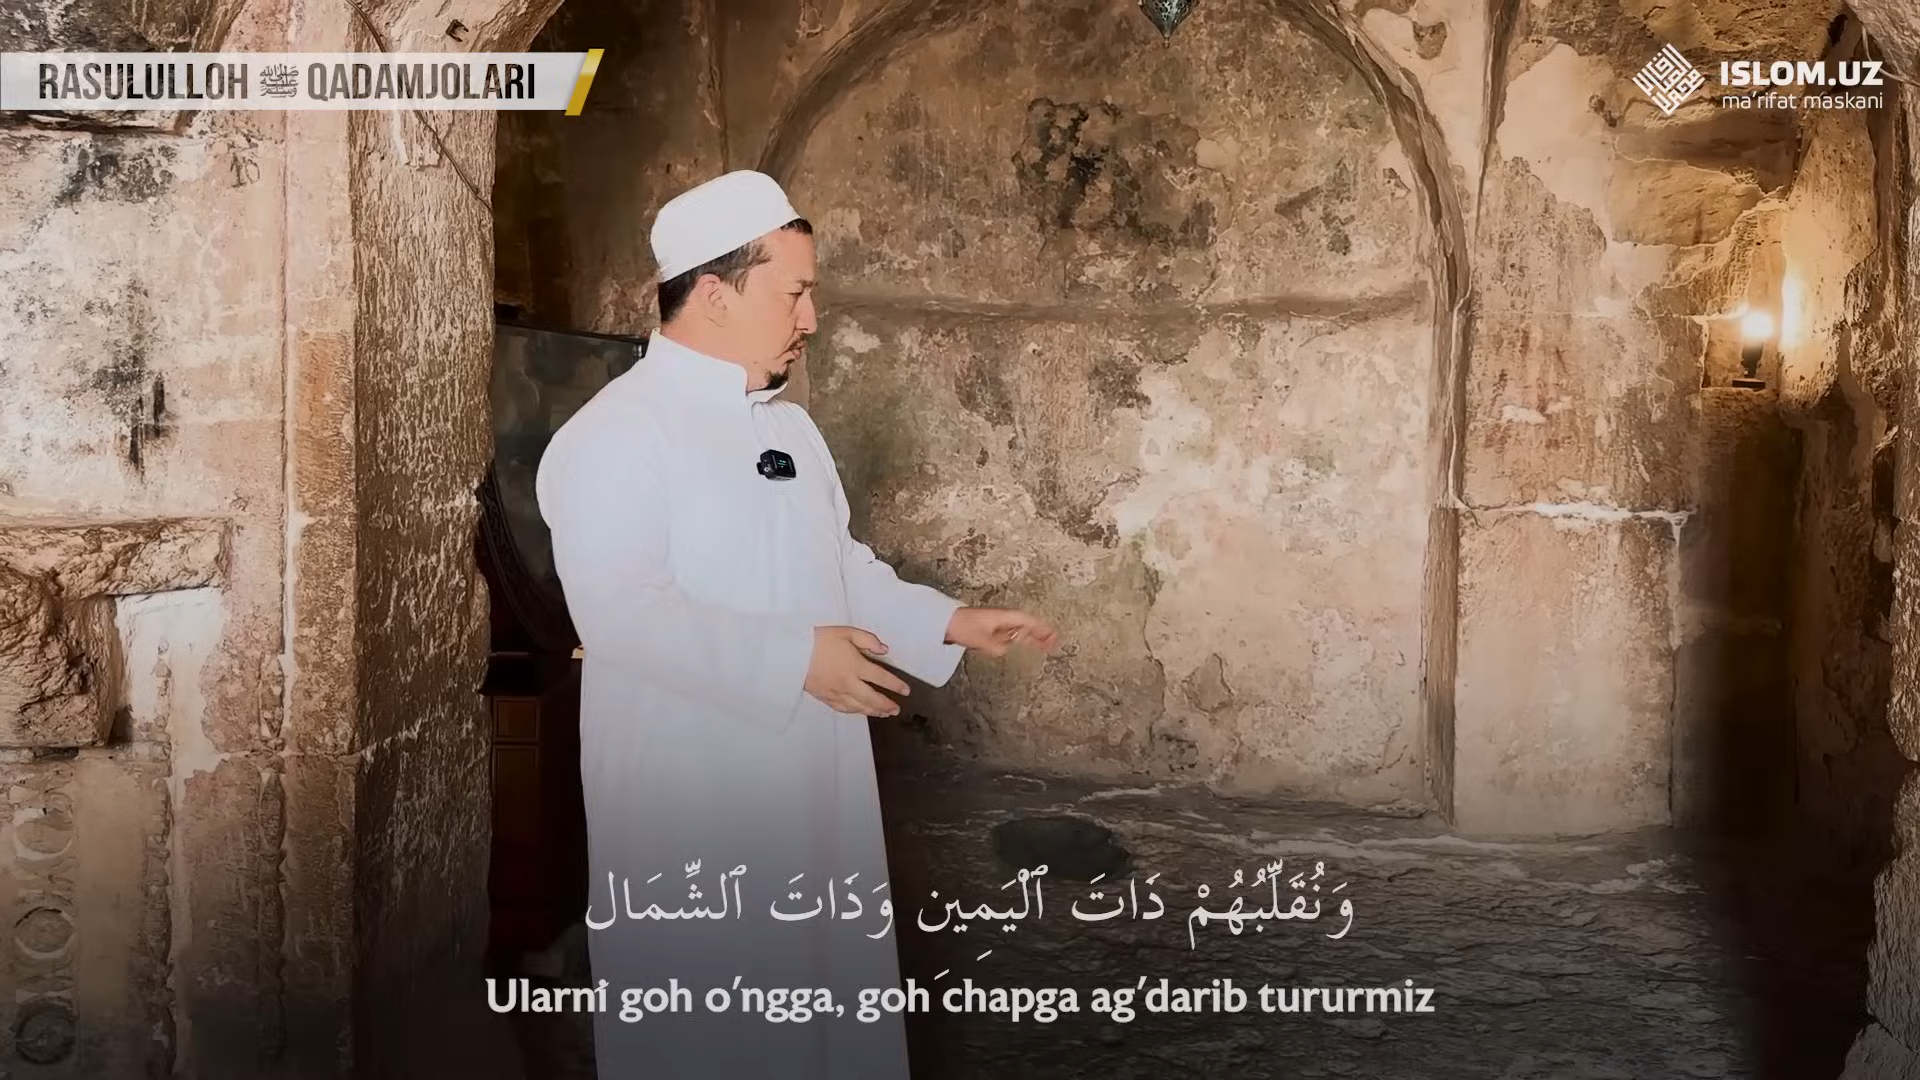 RASULULLOH ﷺ QADAMJOLARI
ISLOM.UZ
ma'rifat maskani
وَنُقَلِّبُهُمْ ذَاتَ ٱلْيَمِينِ وَذَاتَ ٱلشِّمَالِ
Ularni goh o'ngga, goh chapga ag'darib tururmiz